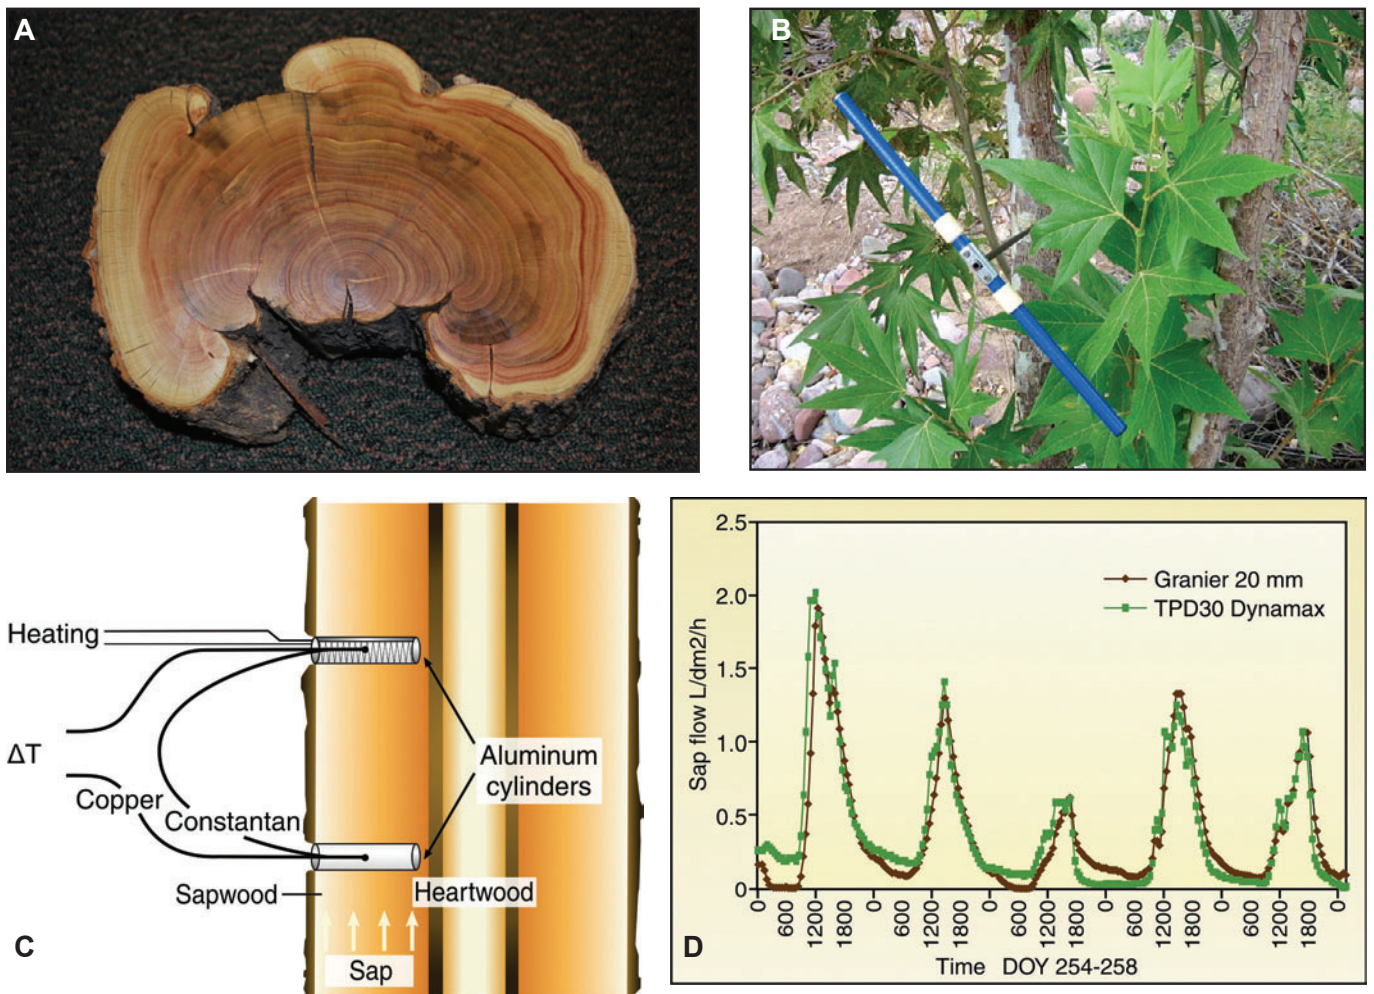 A
B
Heating
ΔT
Copper
Constantan
Aluminum
cylinders
Sapwood
Heartwood
Sap
C
2.5
2.0
1.5
1.0
0.5
0
Sap flow L/dm2/h
Granier 20 mm
TPD30 Dynamax
0 600 1200 1800 0 600 1200 1800 0 600 1200 1800 0 600 1200 1800 0 600 1200 1800 0
Time DOY 254-258
D